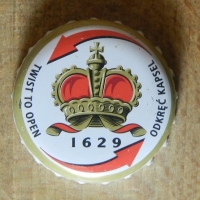 TWIST TO OPEN
ODKRĘĆ KAPSEL
1629